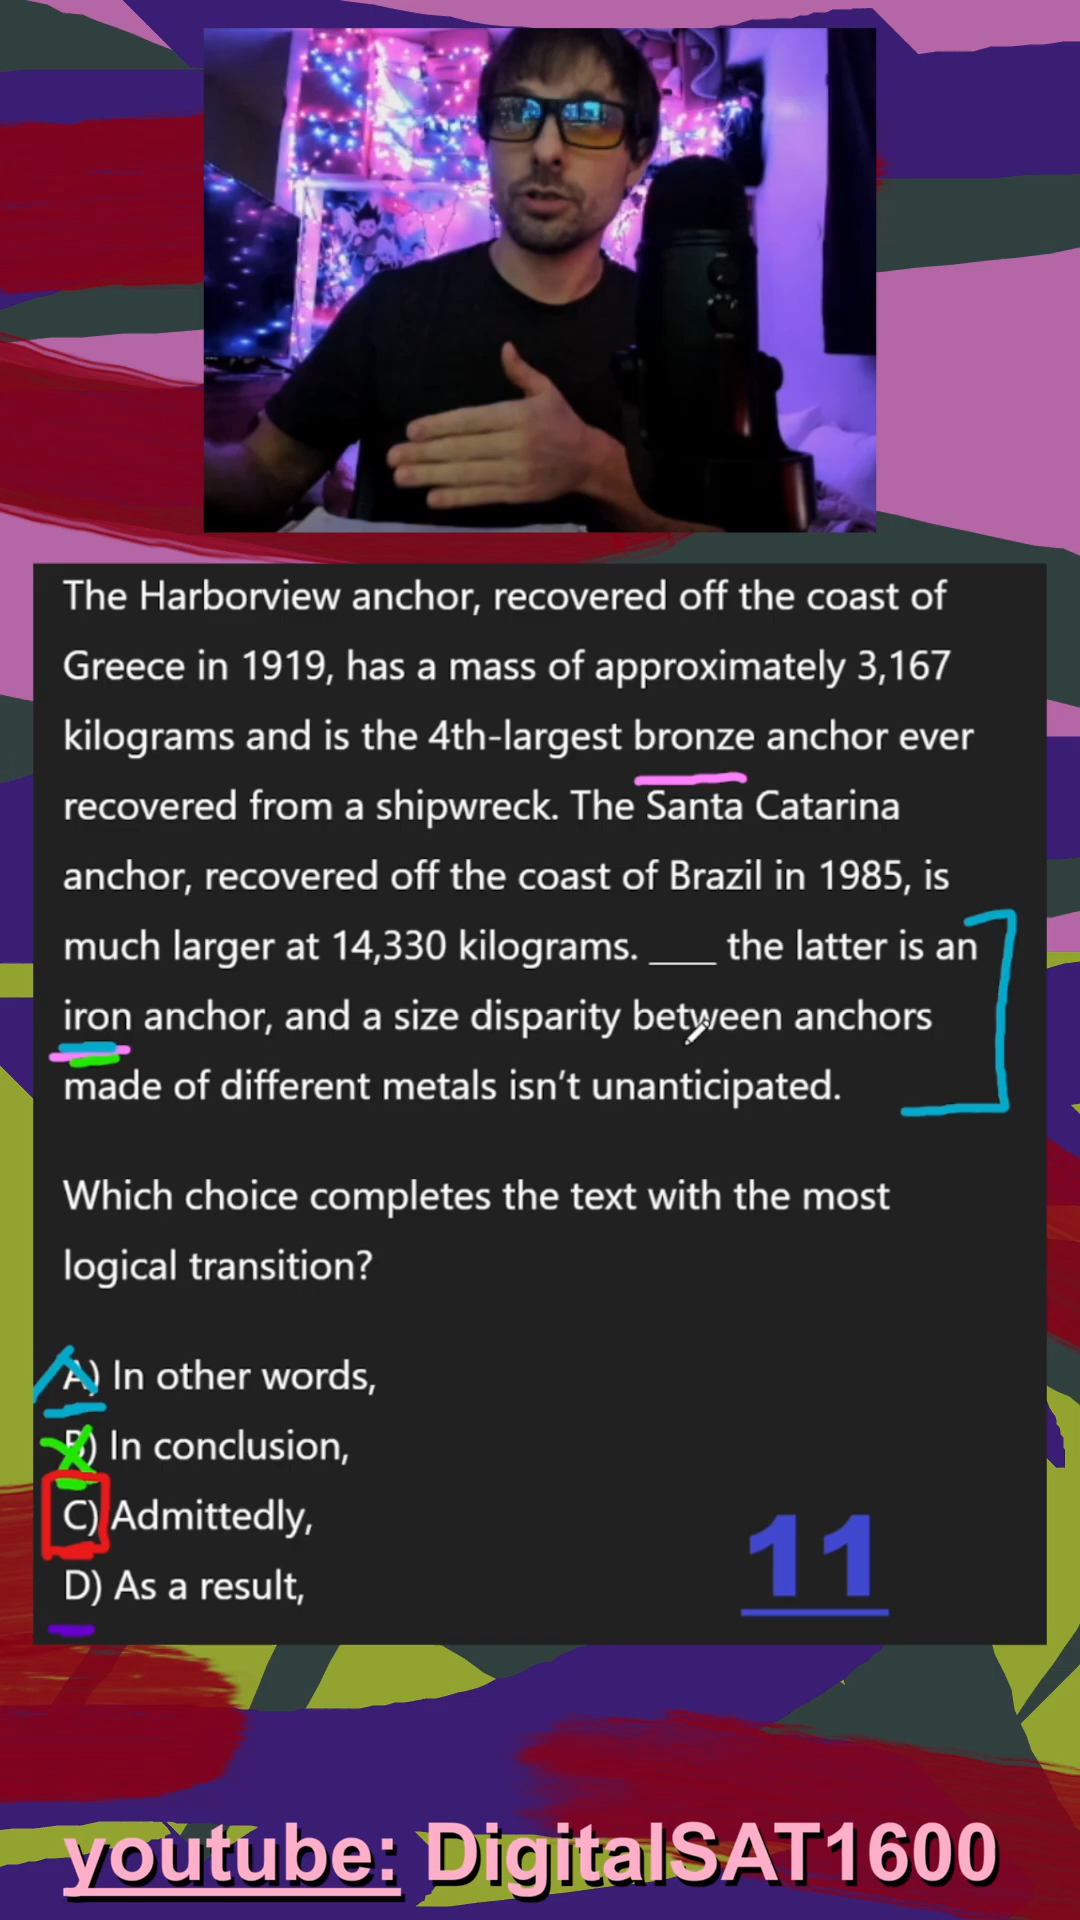 The Harborview anchor, recovered off the coast of
Greece in 1919, has a mass of approximately 3,167
kilograms and is the 4th-largest bronze anchor ever
recovered from a shipwreck. The Santa Catarina
anchor, recovered off the coast of Brazil in 1985, is
much larger at 14,330 kilograms. ____ the latter is an
iron anchor, and a size disparity between anchors
made of different metals isn’t unanticipated.
Which choice completes the text with the most
logical transition?
A) In other words,
B) In conclusion,
C) Admittedly,
D) As a result,
11
youtube: DigitalSAT1600